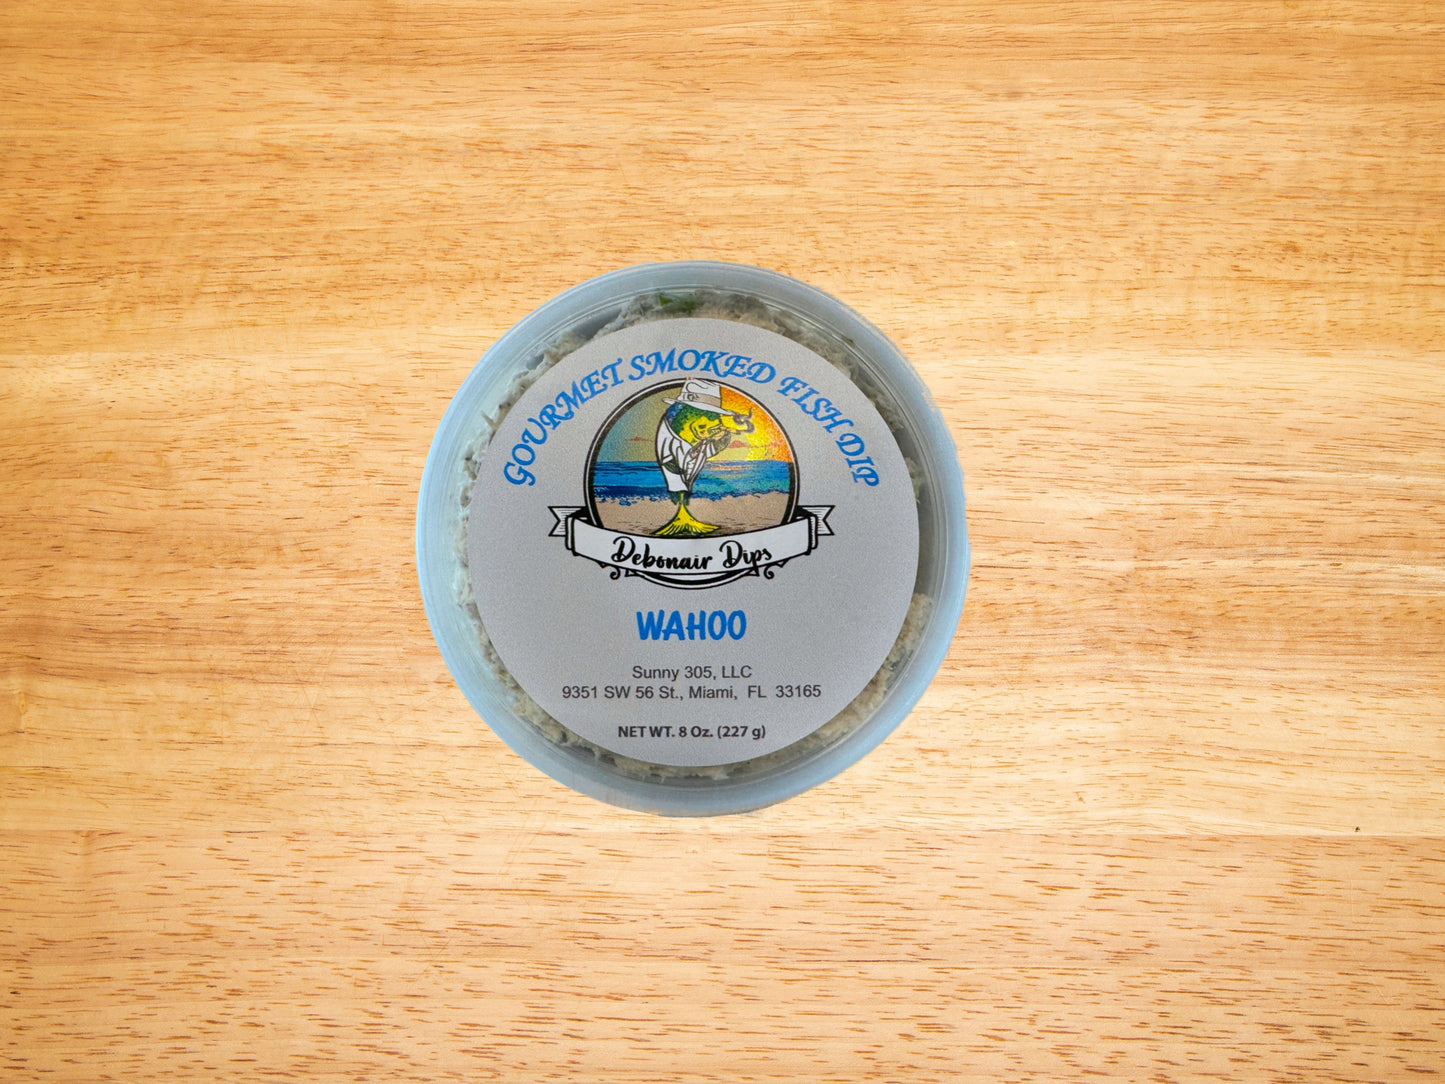 GOURMET SMOKED FISH DIP
Debonair Dips
WAHOO
Sunny 305, LLC
9351 SW 56 St., Miami, FL 33165
NET WT. 8 Oz. (227 g)